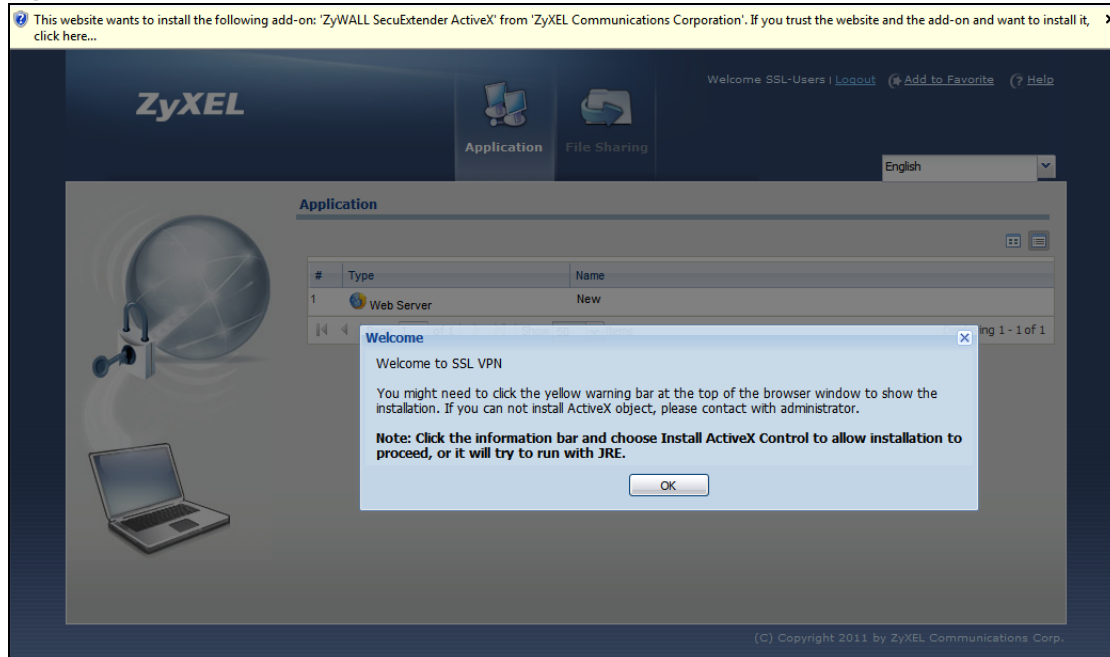 This website wants to install the following add-on: 'ZyWALL SecuExtender ActiveX' from 'ZyXEL Communications Corporation'. If you trust the website and the add-on and want to install it,
click here...
Welcome SSL-Users | Logout Add to Favorite Help
ZyXEL
Application File Sharing
English
Application
# Type Name
1 Web Server New
of 1 Show 50 items ing 1 - 1 of 1
Welcome
Welcome to SSL VPN
You might need to click the yellow warning bar at the top of the browser window to show the
installation. If you can not install ActiveX object, please contact with administrator.
Note: Click the information bar and choose Install ActiveX Control to allow installation to
proceed, or it will try to run with JRE.
OK
(C) Copyright 2011 by ZyXEL Communications Corp.